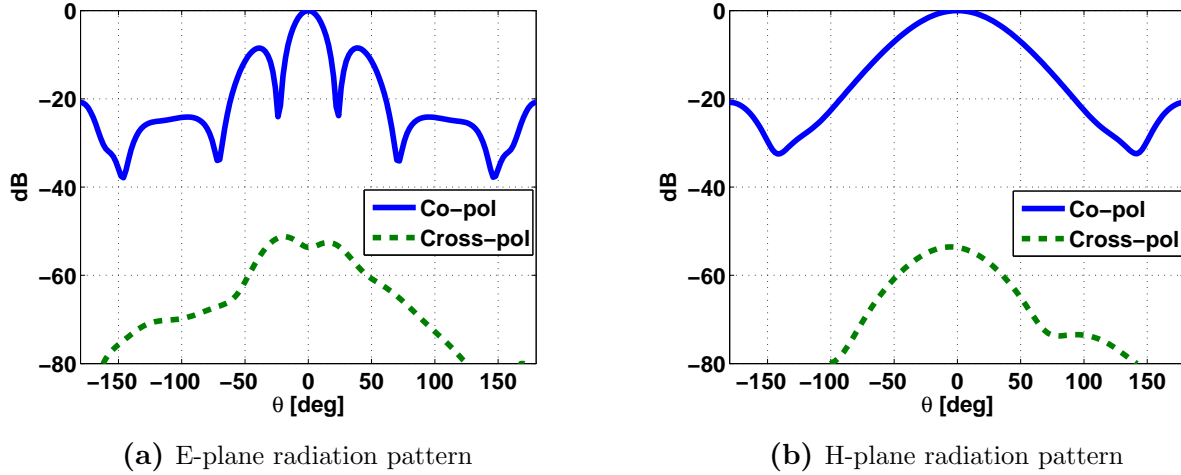 0
−20
−40
−60
−80
dB
−150 −100 −50 0 50 100 150
θ [deg]
Co−pol
Cross−pol
(a) E-plane radiation pattern
0
−20
−40
−60
−80
dB
−150 −100 −50 0 50 100 150
θ [deg]
Co−pol
Cross−pol
(b) H-plane radiation pattern